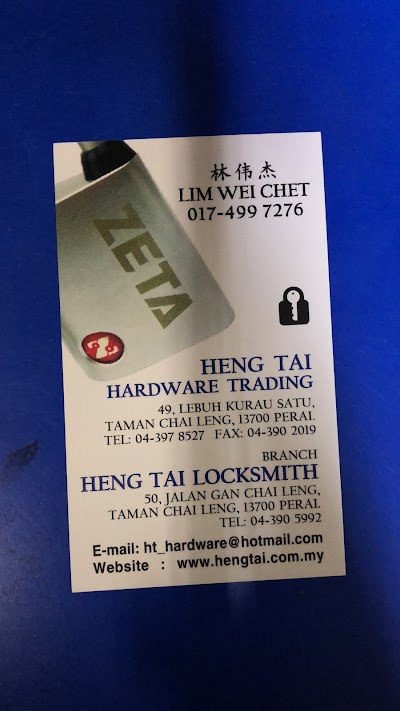 林伟杰
LIM WEI CHET
017-499 7276
ZETA
HENG TAI
HARDWARE TRADING
49, LEBUH KURAU SATU,
TAMAN CHAI LENG, 13700 PERAI.
TEL: 04-397 8527 FAX: 04-390 2019
BRANCH
HENG TAI LOCKSMITH
50, JALAN GAN CHAI LENG,
TAMAN CHAI LENG, 13700 PERAI.
TEL: 04-390 5992
E-mail: ht_hardware@hotmail.com
Website : www.hengtai.com.my